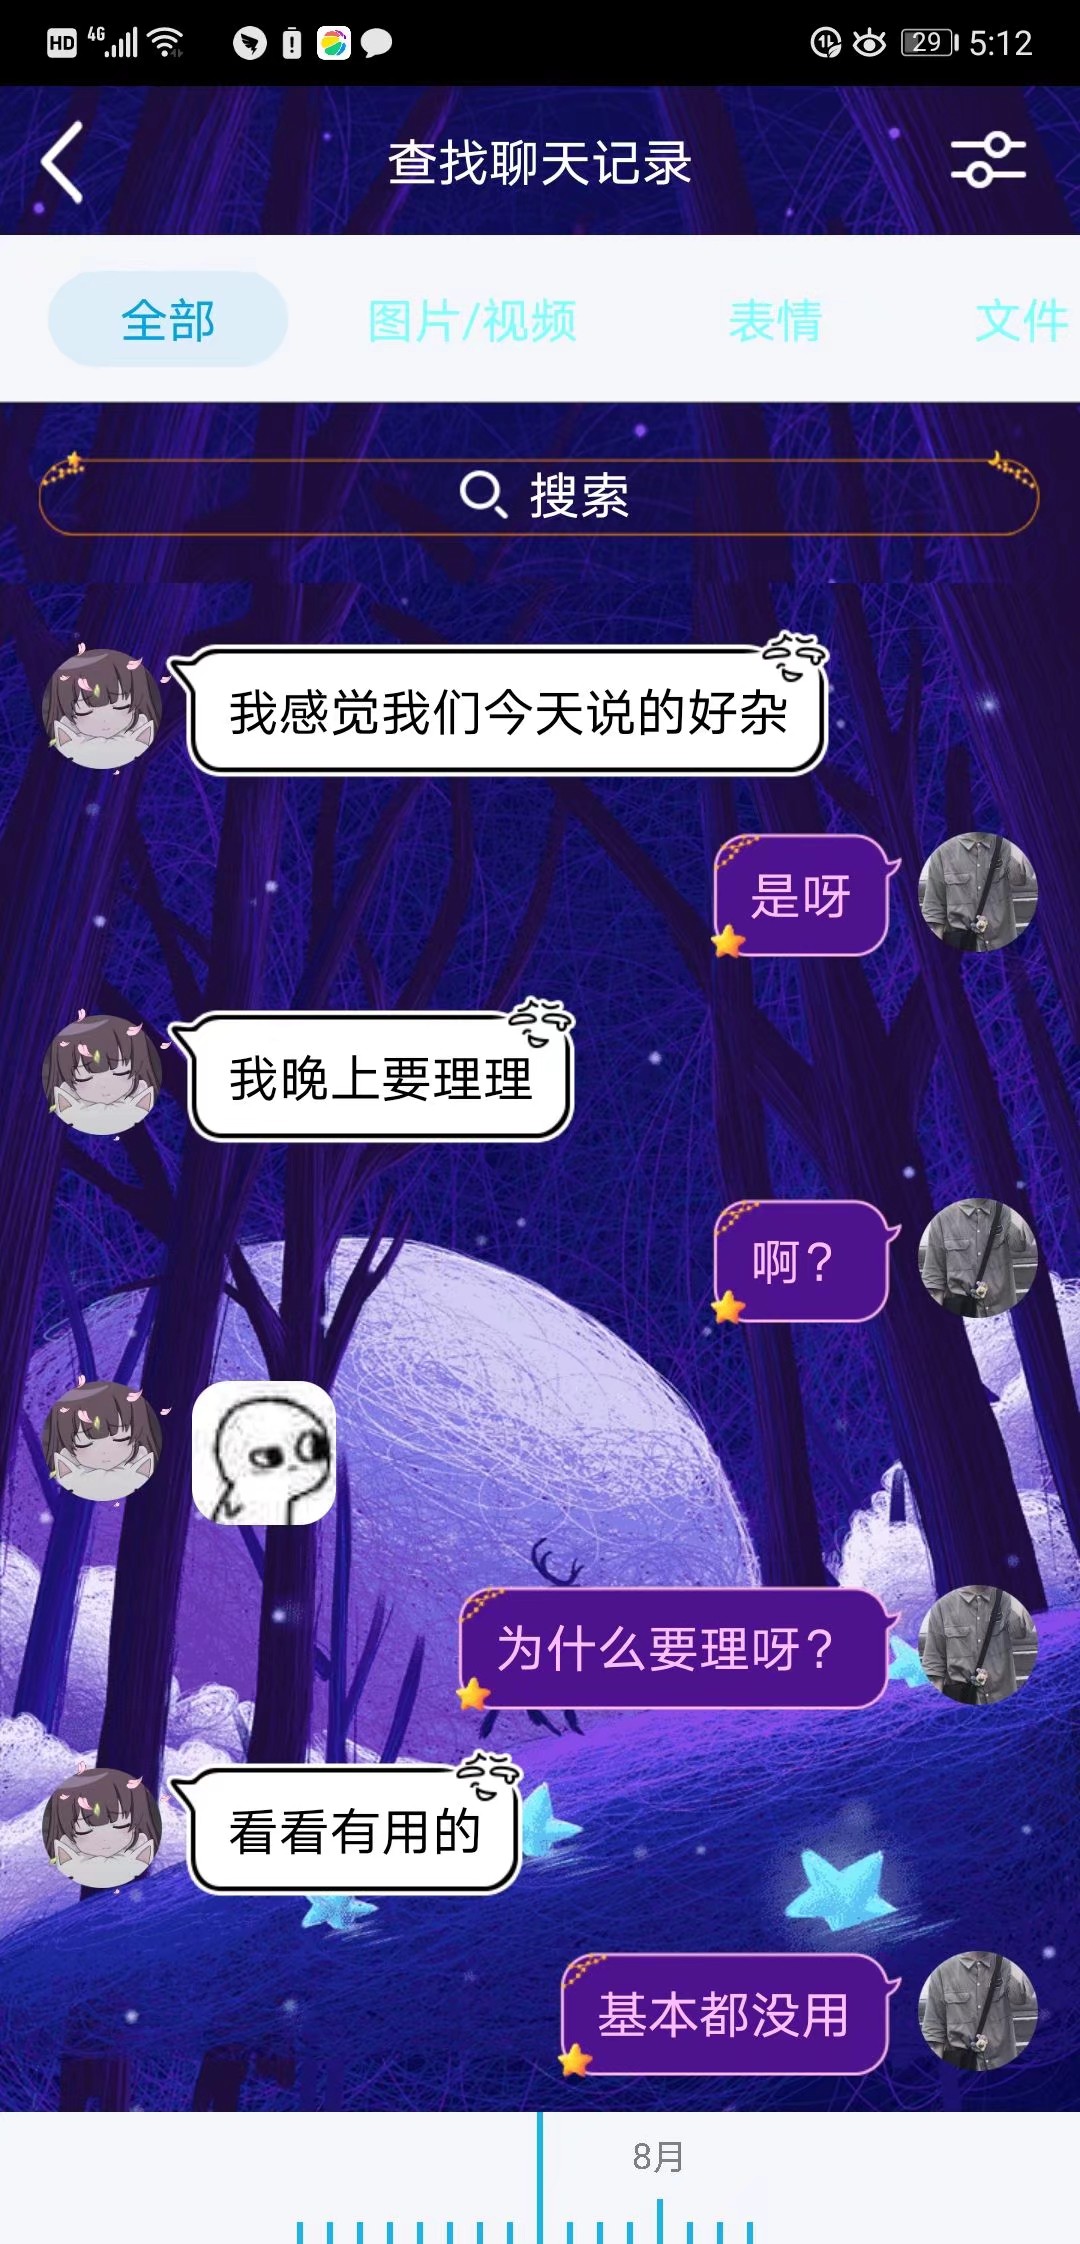 HD 4G 29 5:12
查找聊天记录
全部 图片/视频 表情 文件
搜索
我感觉我们今天说的好杂
是呀
我晚上要理理
啊？
为什么要理呀？
看看有用的
基本都没用
8月